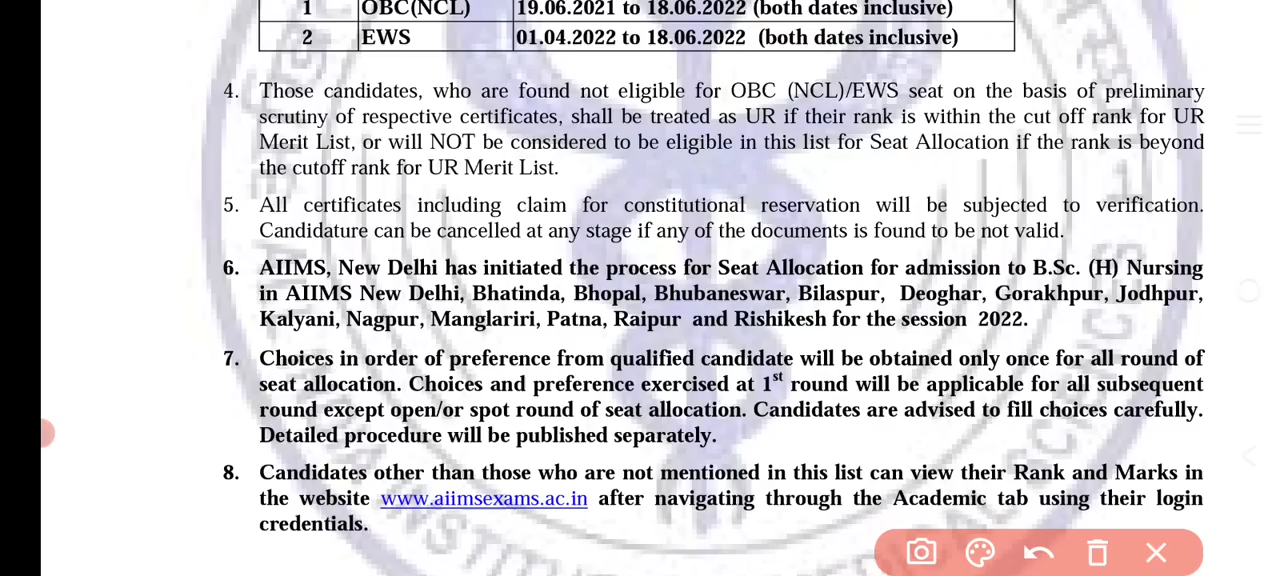 1 OBC(NCL) 19.06.2021 to 18.06.2022 (both dates inclusive)
2 EWS 01.04.2022 to 18.06.2022 (both dates inclusive)
4. Those candidates, who are found not eligible for OBC (NCL)/EWS seat on the basis of preliminary
scrutiny of respective certificates, shall be treated as UR if their rank is within the cut off rank for UR
Merit List, or will NOT be considered to be eligible in this list for Seat Allocation if the rank is beyond
the cutoff rank for UR Merit List.
5. All certificates including claim for constitutional reservation will be subjected to verification.
Candidature can be cancelled at any stage if any of the documents is found to be not valid.
6. AIIMS, New Delhi has initiated the process for Seat Allocation for admission to B.Sc. (H) Nursing
in AIIMS New Delhi, Bhatinda, Bhopal, Bhubaneswar, Bilaspur, Deoghar, Gorakhpur, Jodhpur,
Kalyani, Nagpur, Manglariri, Patna, Raipur and Rishikesh for the session 2022.
7. Choices in order of preference from qualified candidate will be obtained only once for all round of
seat allocation. Choices and preference exercised at 1st round will be applicable for all subsequent
round except open/or spot round of seat allocation. Candidates are advised to fill choices carefully.
Detailed procedure will be published separately.
8. Candidates other than those who are not mentioned in this list can view their Rank and Marks in
the website www.aiimsexams.ac.in after navigating through the Academic tab using their login
credentials.